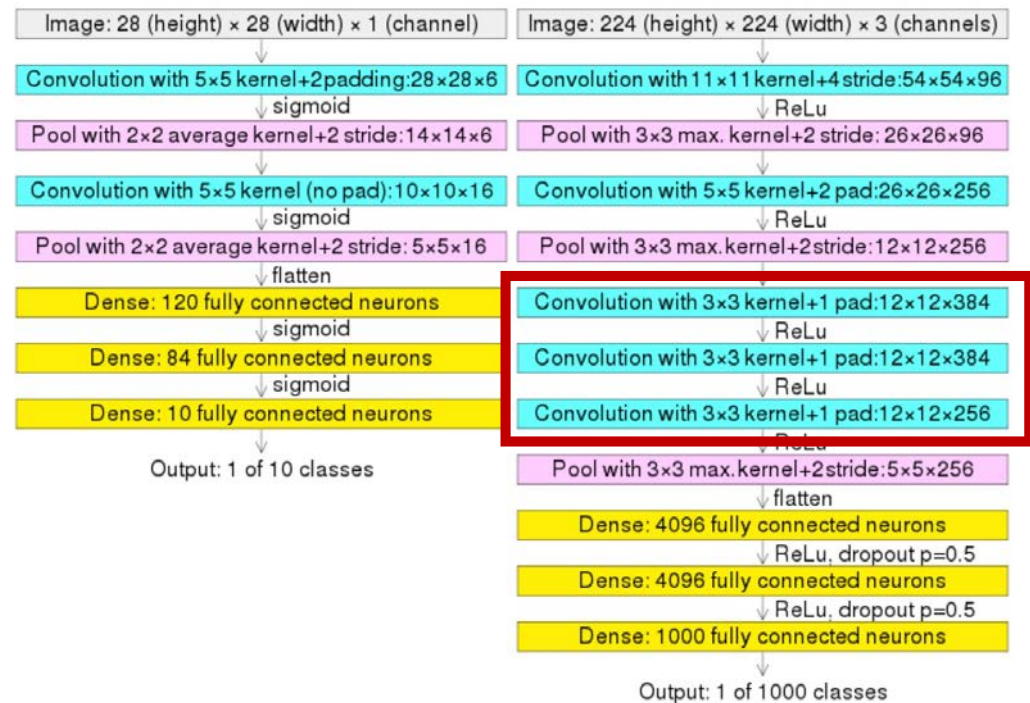 Image: 28 (height) × 28 (width) × 1 (channel)
Convolution with 5×5 kernel+2padding:28×28×6
sigmoid
Pool with 2×2 average kernel+2 stride:14×14×6
Convolution with 5×5 kernel (no pad):10×10×16
sigmoid
Pool with 2×2 average kernel+2 stride:5×5×16
flatten
Dense: 120 fully connected neurons
sigmoid
Dense: 84 fully connected neurons
sigmoid
Dense: 10 fully connected neurons
Output: 1 of 10 classes
Image: 224 (height) × 224 (width) × 3 (channels)
Convolution with 11×11 kernel+4 stride:54×54×96
ReLu
Pool with 3×3 max. kernel+2 stride: 26×26×96
Convolution with 5×5 kernel+2 pad:26×26×256
ReLu
Pool with 3×3 max.kernel+2stride:12×12×256
Convolution with 3×3 kernel+1 pad:12×12×384
ReLu
Convolution with 3×3 kernel+1 pad:12×12×384
ReLu
Convolution with 3×3 kernel+1 pad:12×12×256
ReLu
Pool with 3×3 max.kernel+2stride:5×5×256
flatten
Dense: 4096 fully connected neurons
ReLu, dropout p=0.5
Dense: 4096 fully connected neurons
ReLu, dropout p=0.5
Dense: 1000 fully connected neurons
Output: 1 of 1000 classes